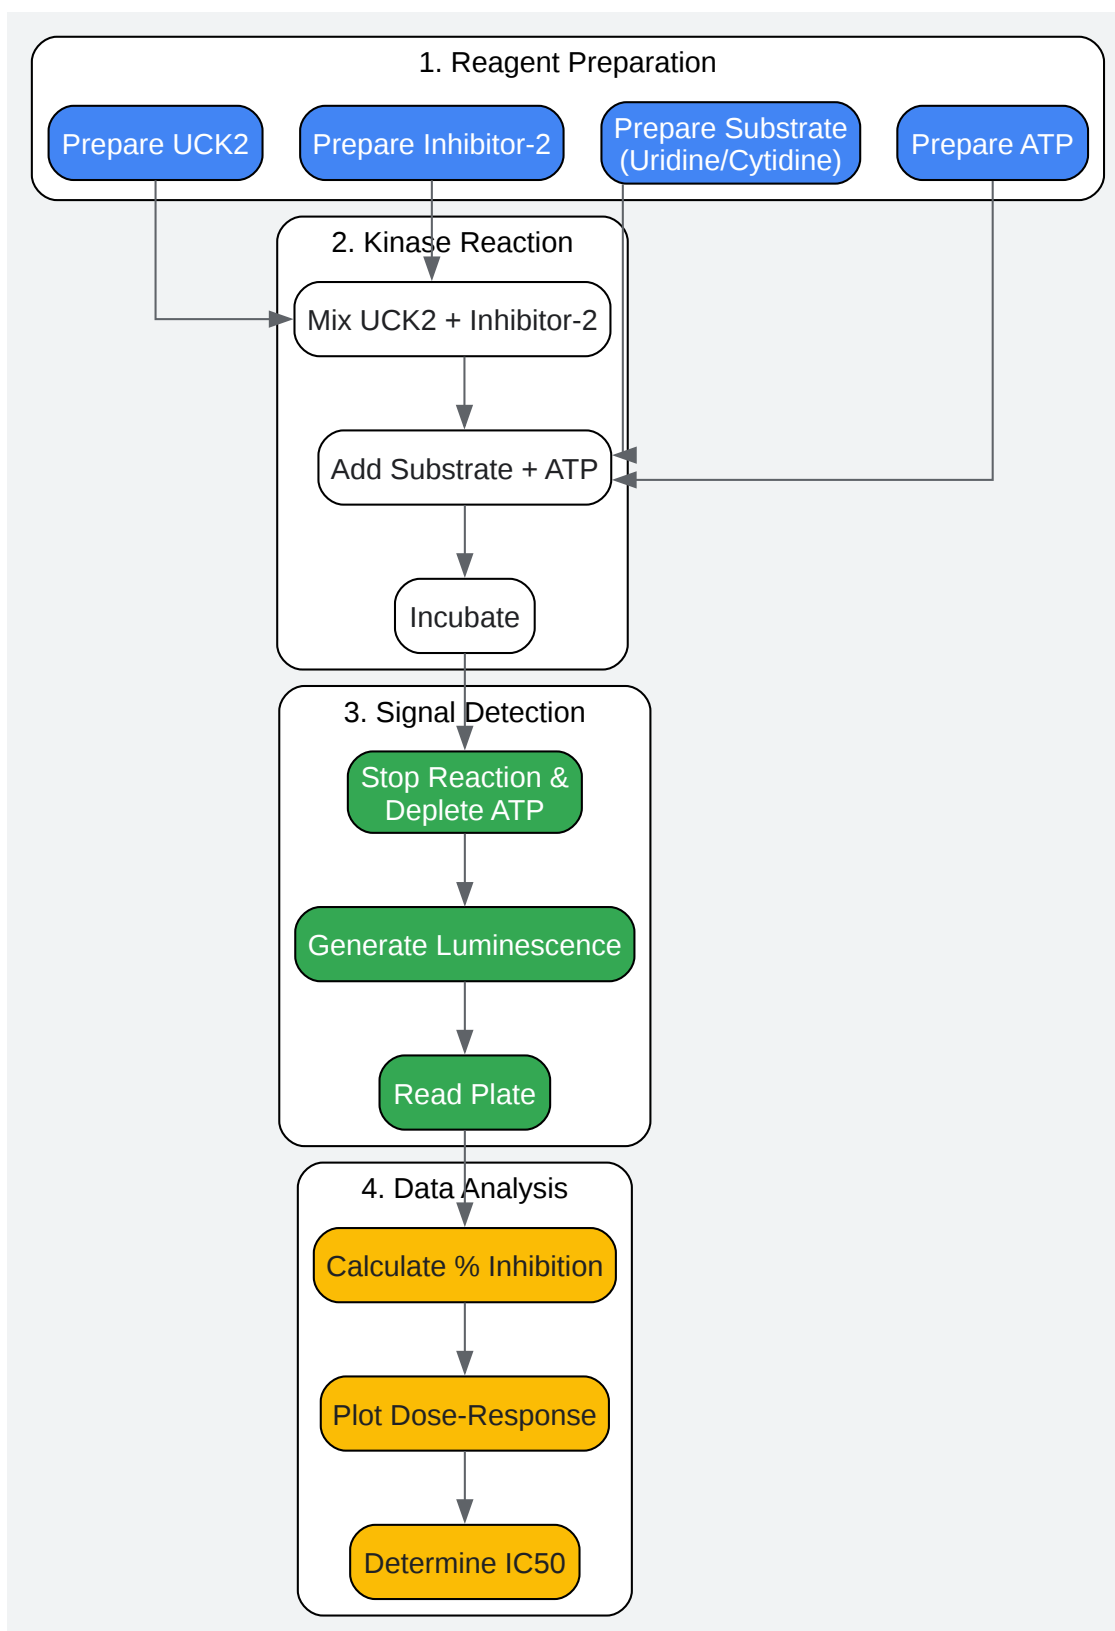 1. Reagent Preparation
Prepare UCK2
Prepare Inhibitor-2
Prepare Substrate
(Uridine/Cytidine)
Prepare ATP
2. Kinase Reaction
Mix UCK2 + Inhibitor-2
Add Substrate + ATP
Incubate
3. Signal Detection
Stop Reaction &
Deplete ATP
Generate Luminescence
Read Plate
4. Data Analysis
Calculate % Inhibition
Plot Dose-Response
Determine IC50